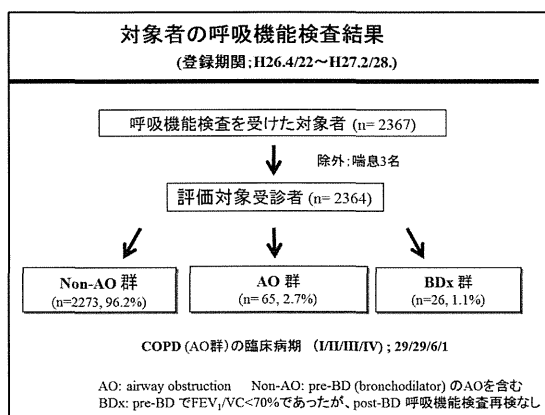 対象者の呼吸機能検査結果
(登録期間;H26.4/22～H27.2/28.)
呼吸機能検査を受けた対象者 (n= 2367)
除外;喘息3名
評価対象受診者 (n= 2364)
Non-AO 群
(n=2273, 96.2%)
AO 群
(n= 65, 2.7%)
BDx 群
(n=26, 1.1%)
COPD (AO群) の臨床病期 (I/II/III/IV) ; 29/29/6/1
AO: airway obstruction Non-AO: pre-BD (bronchodilator) のAOを含む
BDx: pre-BD でFEV₁/VC<70%であったが、post-BD 呼吸機能検査再検なし